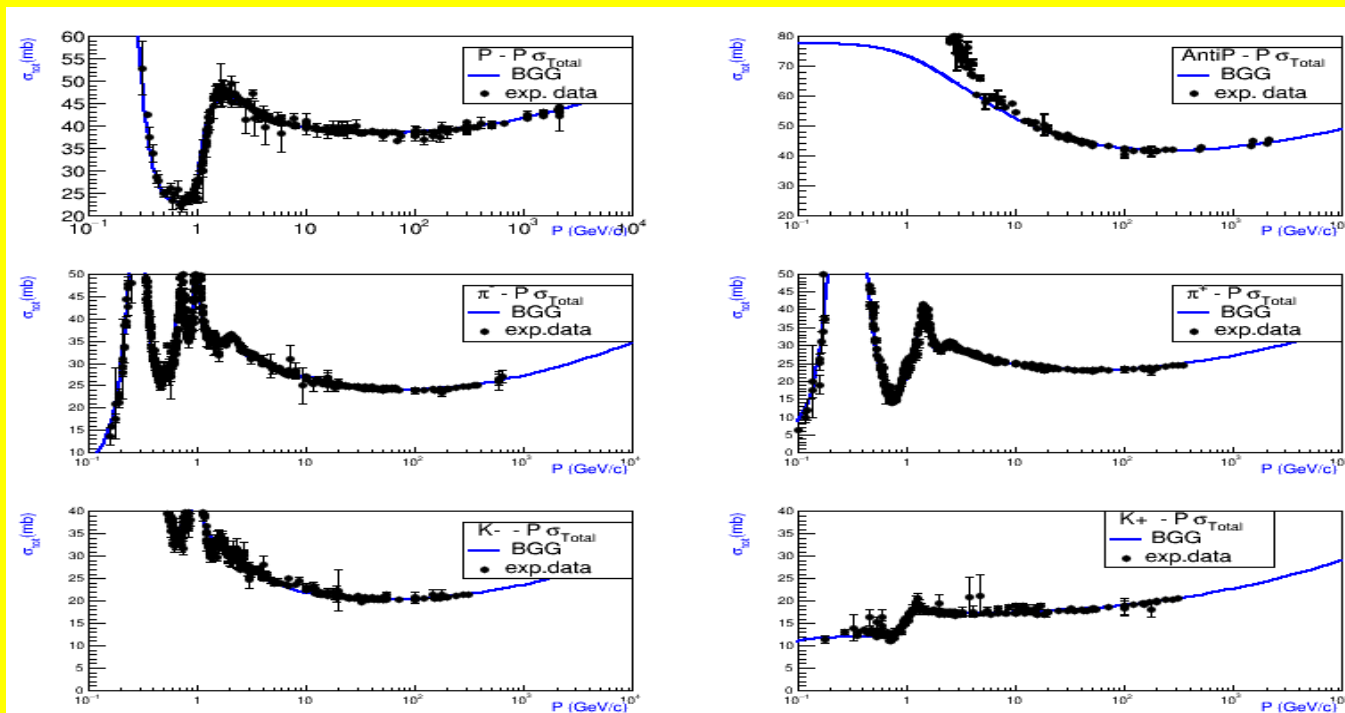 σtot(mb)
60
55
50
45
40
35
30
25
20
P - P σTotal
BGG
exp. data
10⁻¹ 1 10 10² 10³ 10⁴
P (GeV/c)
σtot(mb)
80
70
60
50
40
30
20
AntiP - P σTotal
BGG
exp. data
10⁻¹ 1 10 10² 10³
P (GeV/c)
σtot(mb)
50
45
40
35
30
25
20
15
10
π⁻ - P σTotal
BGG
exp.data
10⁻¹ 1 10 10² 10³ 10⁴
P (GeV/c)
σtot(mb)
50
45
40
35
30
25
20
15
10
5
0
π⁺ - P σTotal
BGG
exp.data
10⁻¹ 1 10 10² 10³
P (GeV/c)
σtot(mb)
40
35
30
25
20
15
10
5
0
K- - P σTotal
BGG
exp.data
10⁻¹ 1 10 10² 10³ 10⁴
P (GeV/c)
σtot(mb)
40
35
30
25
20
15
10
5
0
K+ - P σTotal
BGG
exp.data
10⁻¹ 1 10 10² 10³
P (GeV/c)